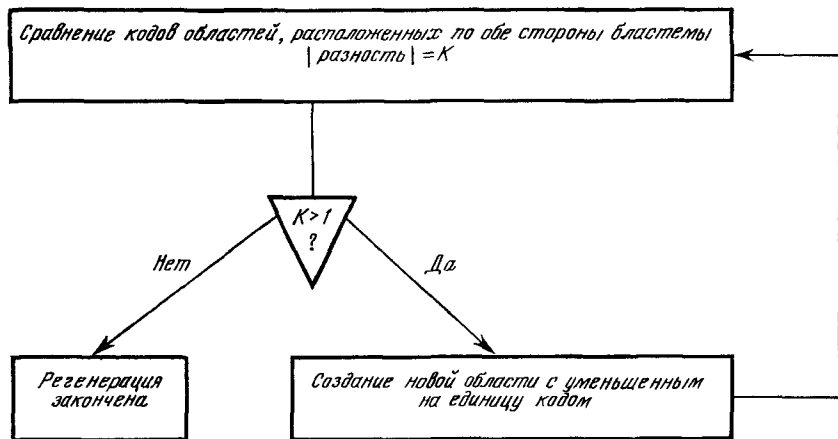 Сравнение кодов областей, расположенных по обе стороны бластемы
| разность | = K
K > 1
?
Нет
Да
Регенерация
закончена
Создание новой области с уменьшенным
на единицу кодом